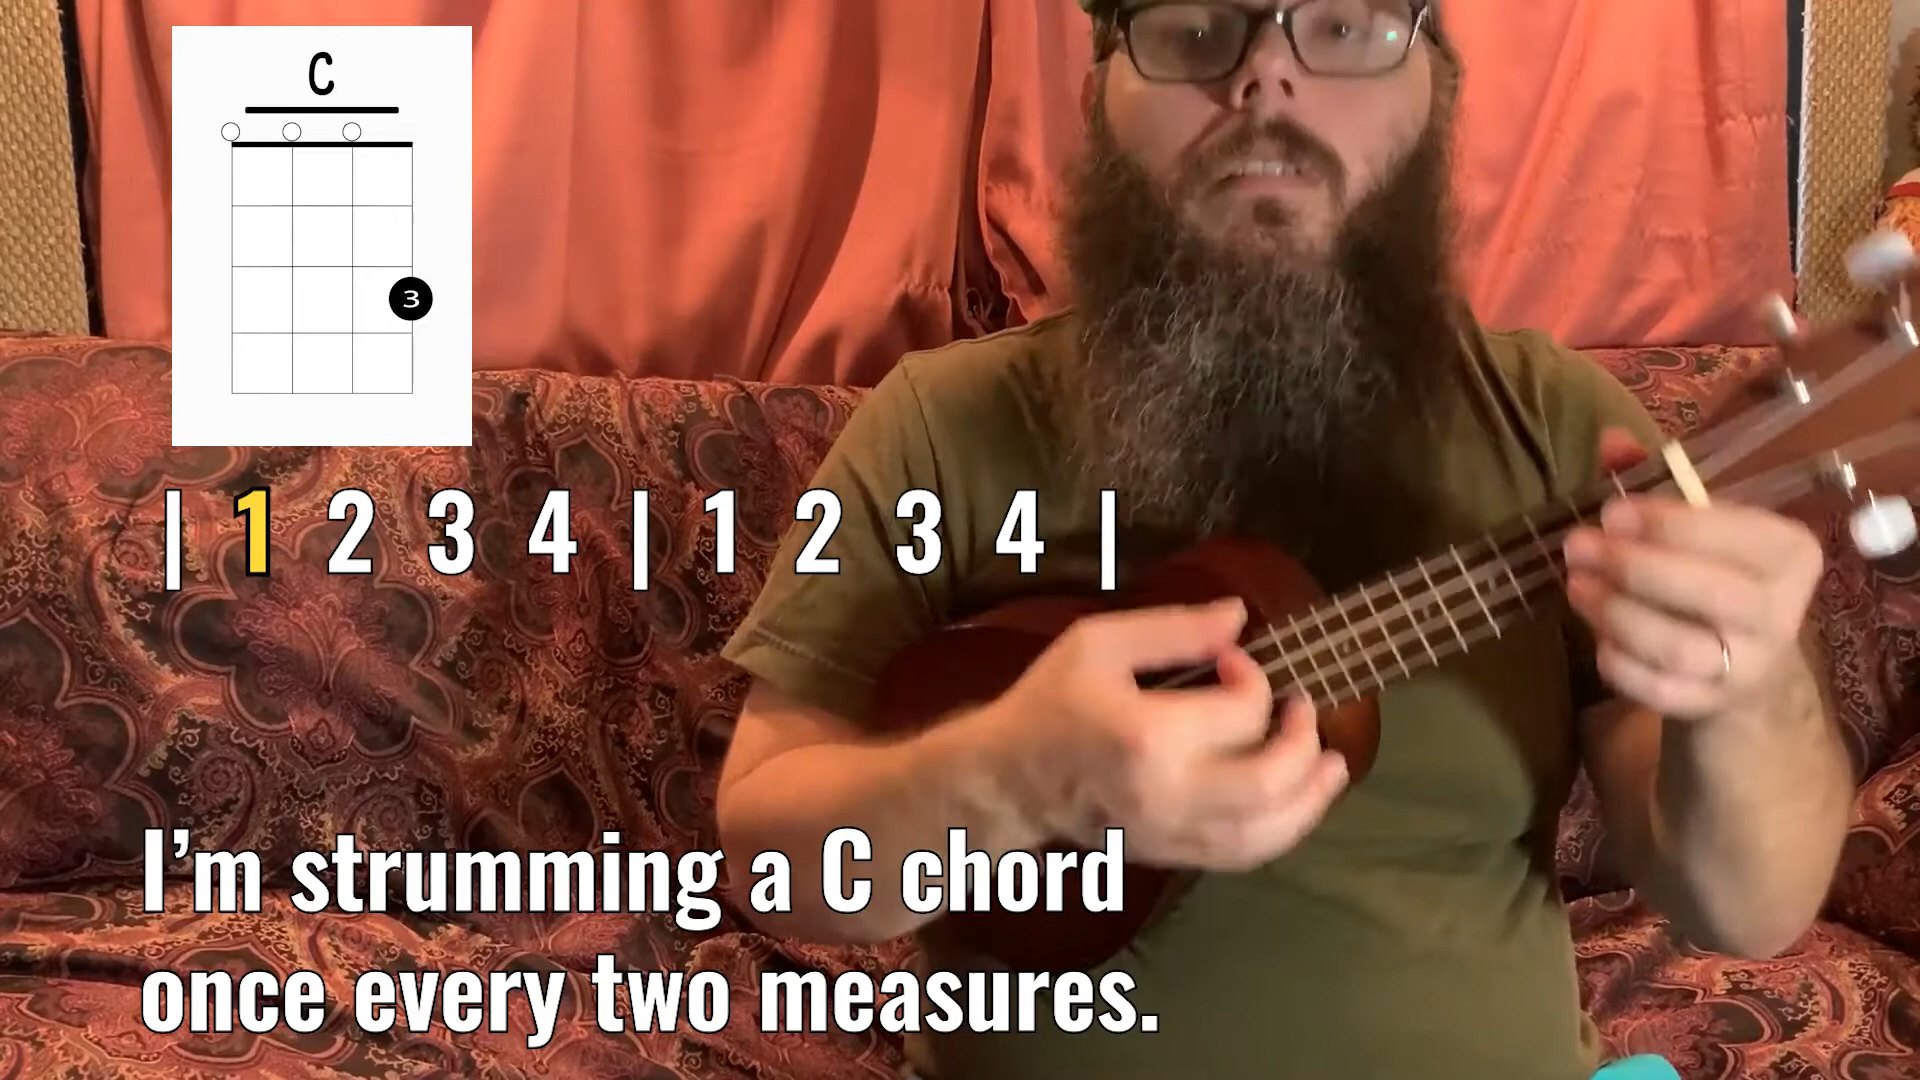 C
3
| 1 2 3 4 | 1 2 3 4 |
I’m strumming a C chord
once every two measures.